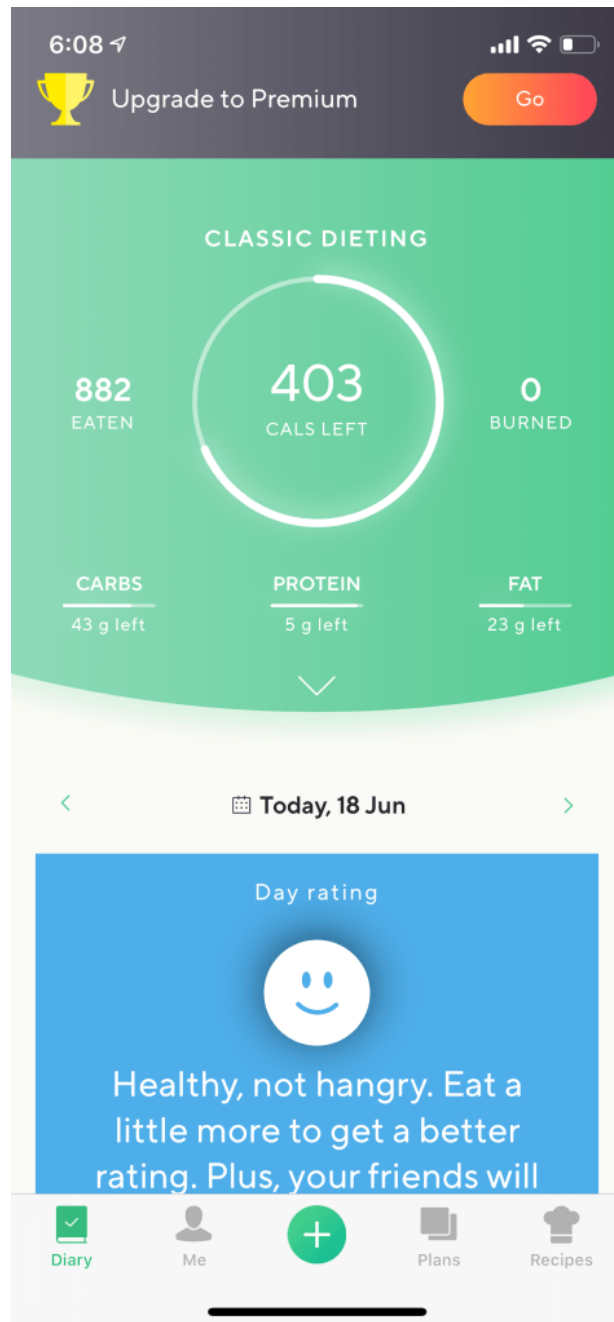 6:08
Upgrade to Premium
Go
CLASSIC DIETING
882
EATEN
403
CALS LEFT
0
BURNED
CARBS
43 g left
PROTEIN
5 g left
FAT
23 g left
Today, 18 Jun
Day rating
Healthy, not hangry. Eat a
little more to get a better
rating. Plus, your friends will
Diary
Me
Plans
Recipes